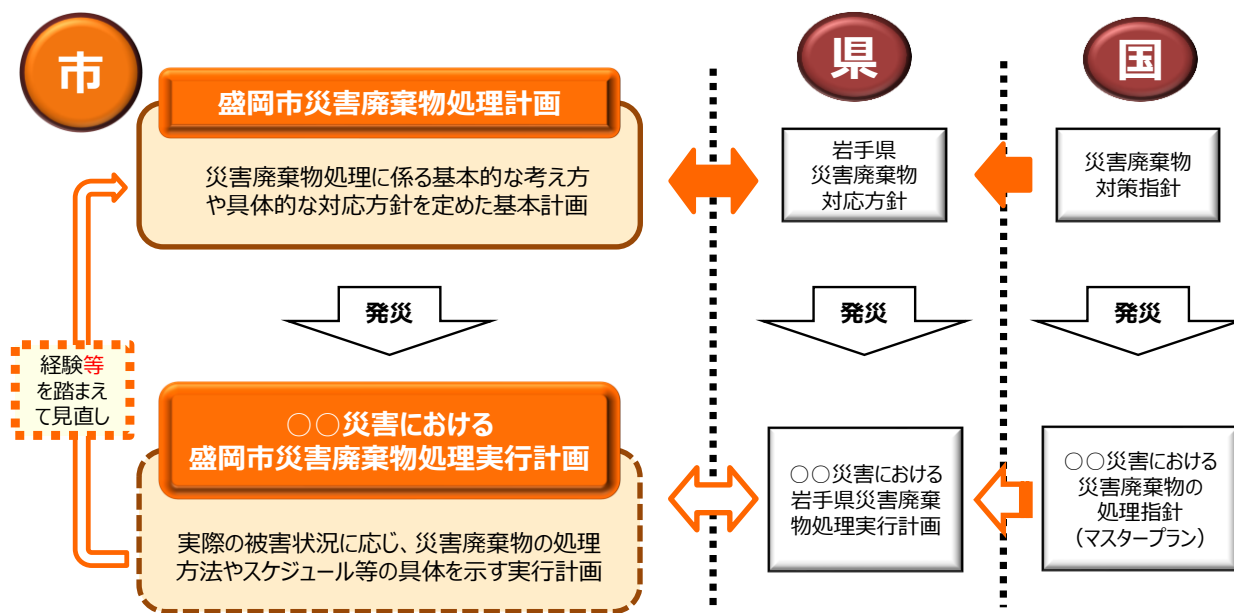 市
県
国
盛岡市災害廃棄物処理計画
災害廃棄物処理に係る基本的な考え方
や具体的な対応方針を定めた基本計画
岩手県
災害廃棄物
対応方針
災害廃棄物
対策指針
発災
発災
発災
経験等
を踏まえ
て見直し
○○災害における
盛岡市災害廃棄物処理実行計画
実際の被害状況に応じ、災害廃棄物の処理
方法やスケジュール等の具体を示す実行計画
○○災害における
岩手県災害廃棄
物処理実行計画
○○災害における
災害廃棄物の
処理指針
（マスタープラン）